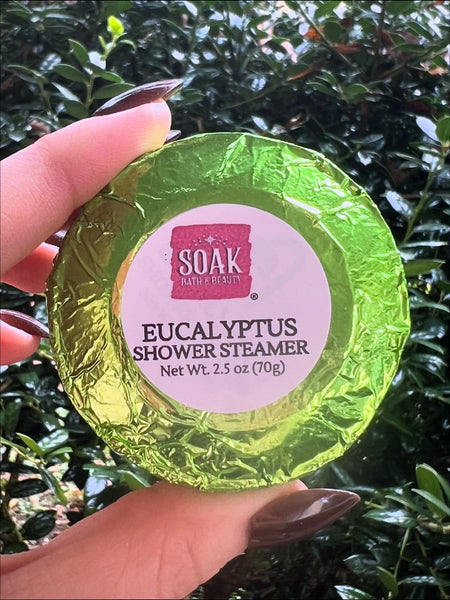 SOAK
BATH & BEAUTY
®
EUCALYPTUS
SHOWER STEAMER
Net Wt. 2.5 oz (70g)